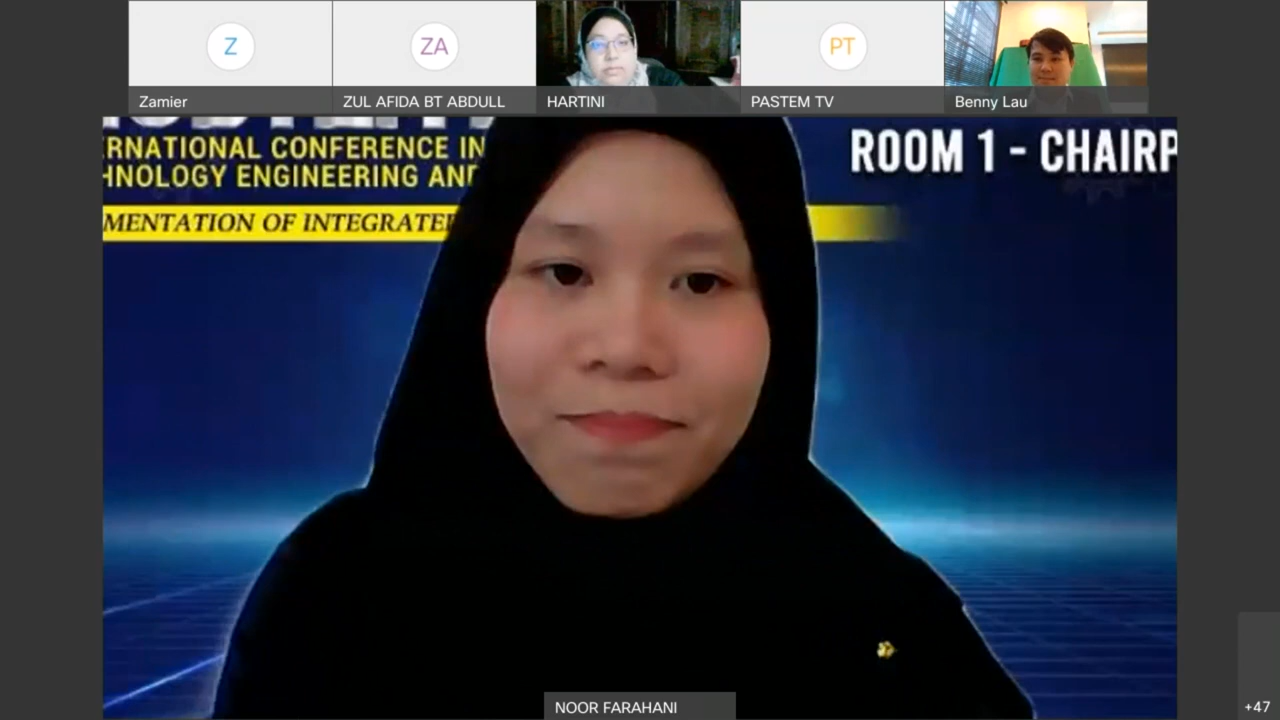 Z
ZA
PT
Zamier
ZUL AFIDA BT ABDULL
HARTINI
PASTEM TV
Benny Lau
RNATIONAL CONFERENCE IN
HNOLOGY ENGINEERING AND
MENTATION OF INTEGRATE
ROOM 1 - CHAIRP
NOOR FARAHANI
+47